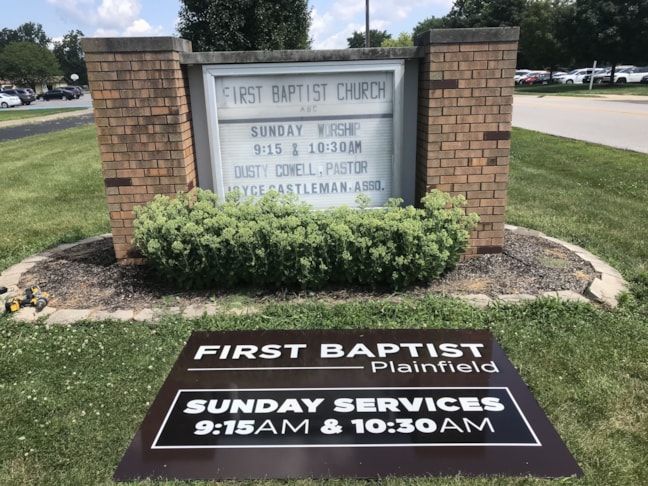 FIRST BAPTIST CHURCH
ABC
SUNDAY WORSHIP
9:15 & 10:30AM
DUSTY COWELL, PASTOR
JOYCE CASTLEMAN, ASSO.
FIRST BAPTIST
Plainfield
SUNDAY SERVICES
9:15AM & 10:30AM